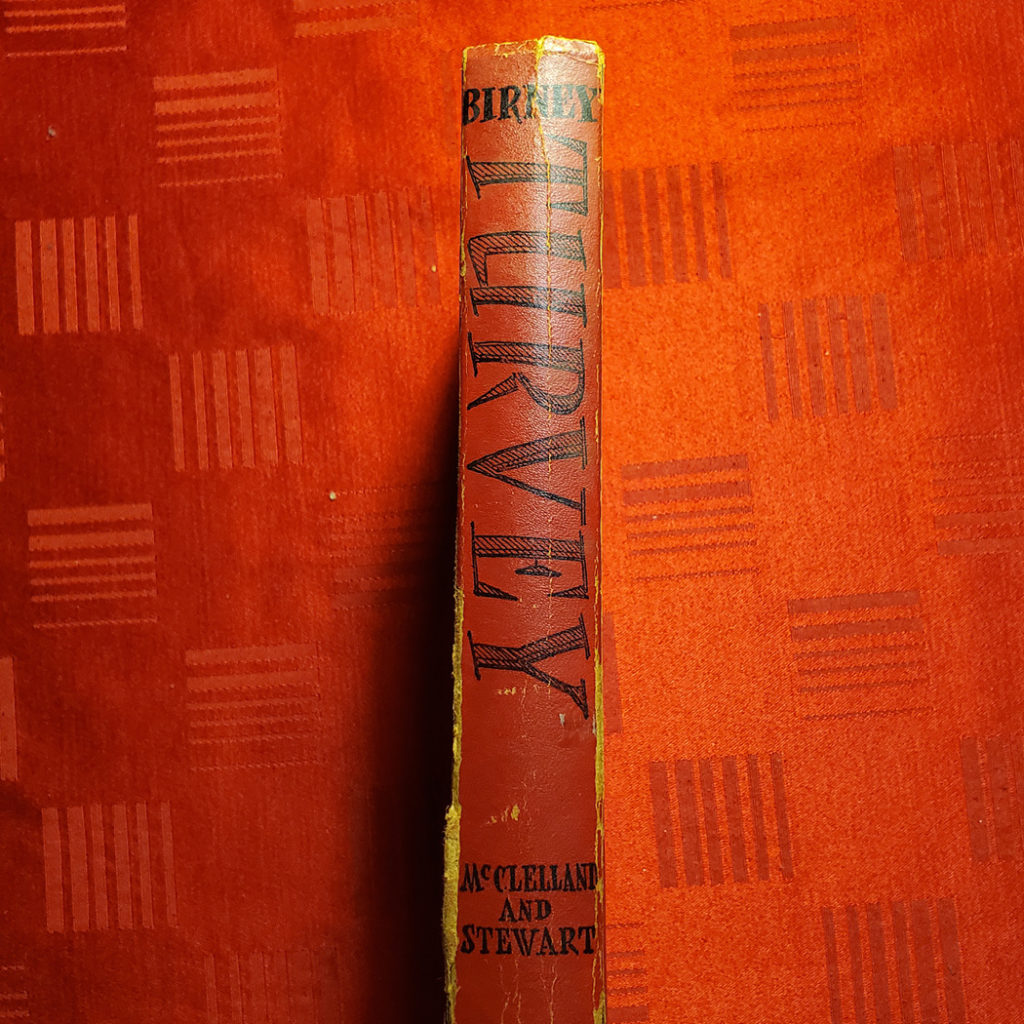 BIRNEY
TURVEY
McCLELLAND
AND
STEWART